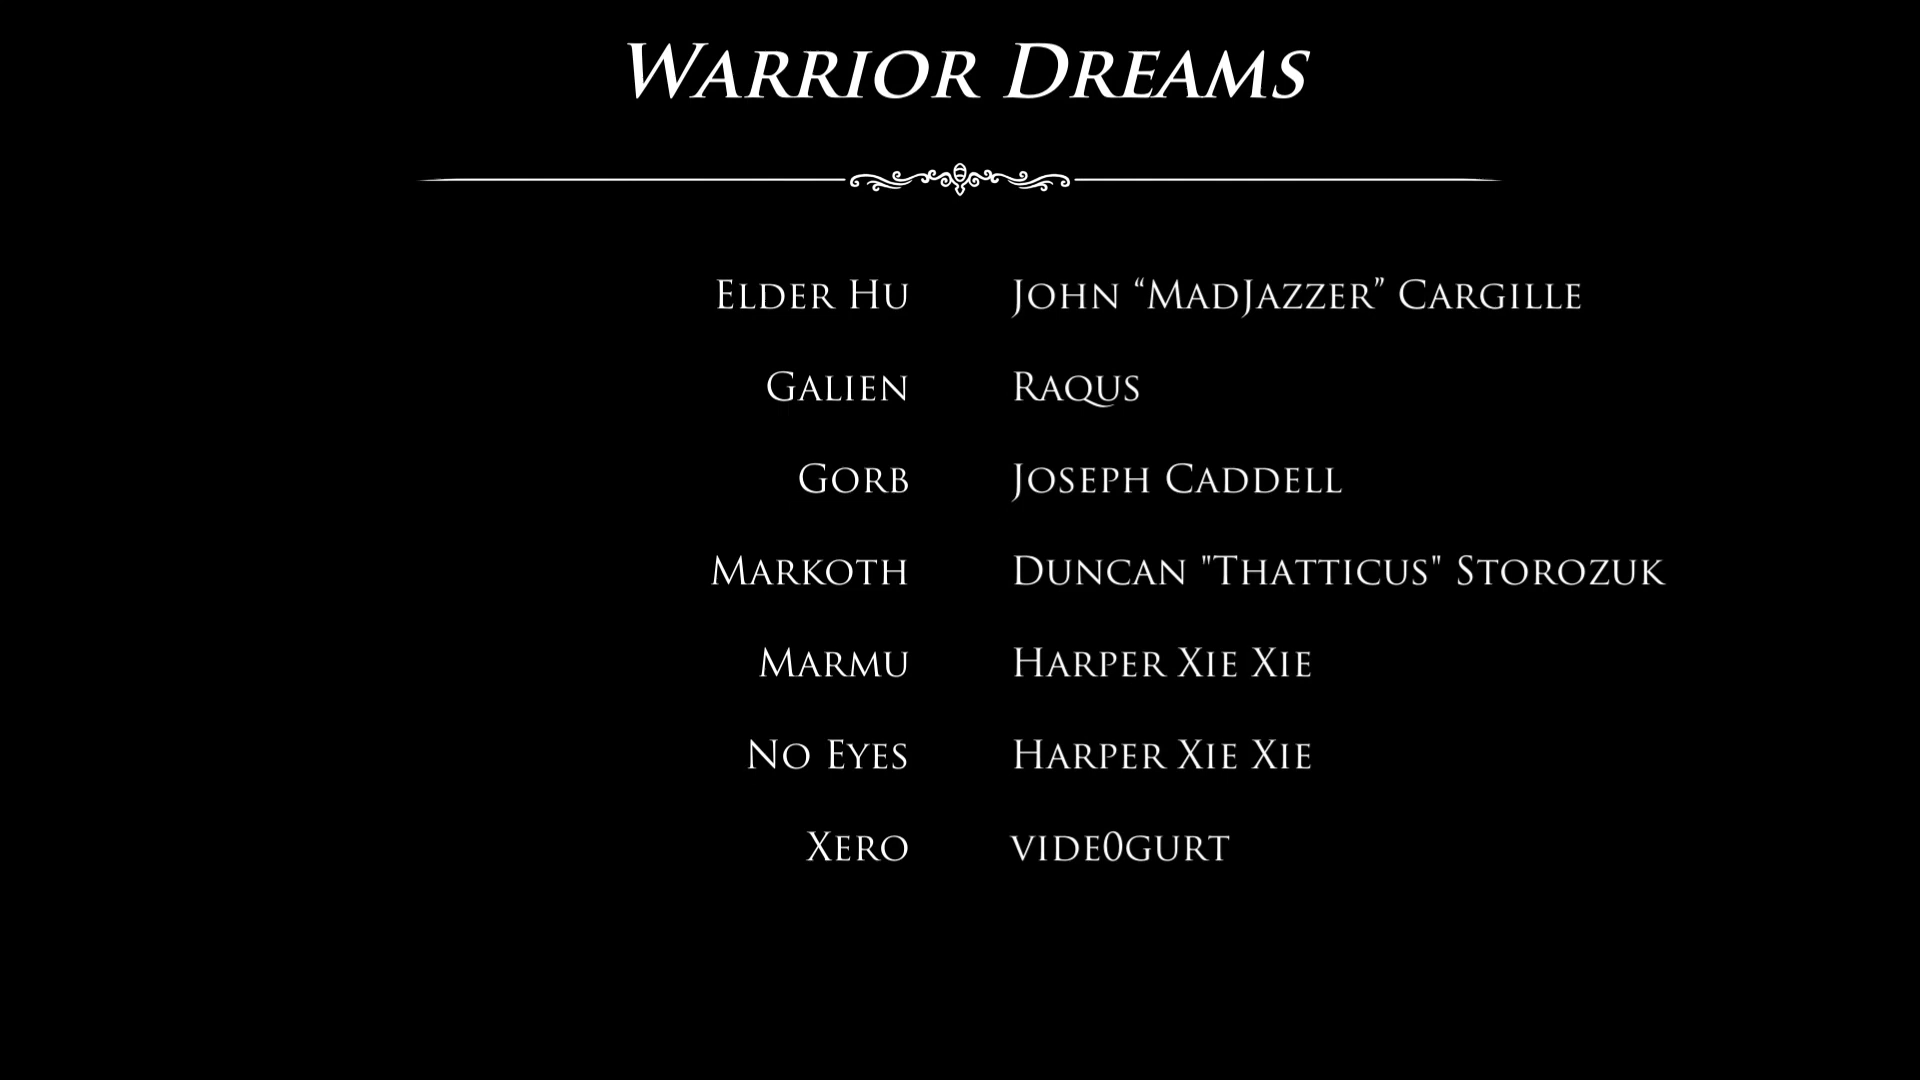 Warrior Dreams
Elder Hu John “MadJazzer” Cargille
Galien Raqus
Gorb Joseph Caddell
Markoth Duncan "Thatticus" Storozuk
Marmu Harper Xie Xie
No Eyes Harper Xie Xie
Xero vide0gurt